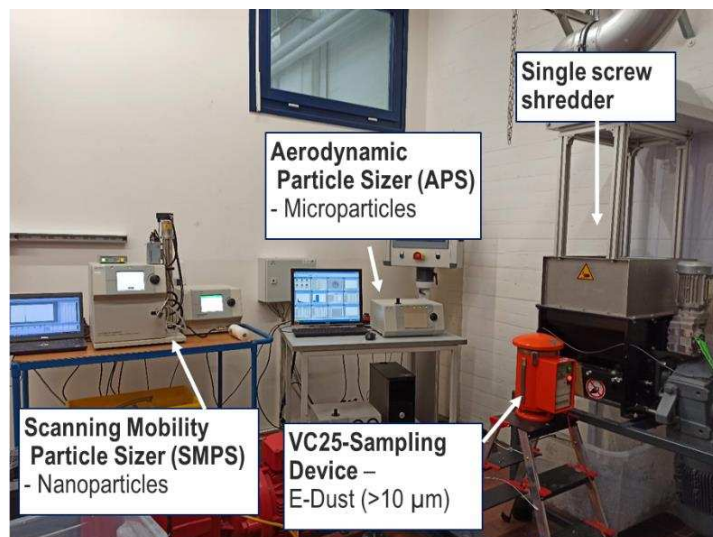 Single screw
shredder
Aerodynamic
Particle Sizer (APS)
- Microparticles
Scanning Mobility
Particle Sizer (SMPS)
- Nanoparticles
VC25-Sampling
Device –
E-Dust (>10 µm)